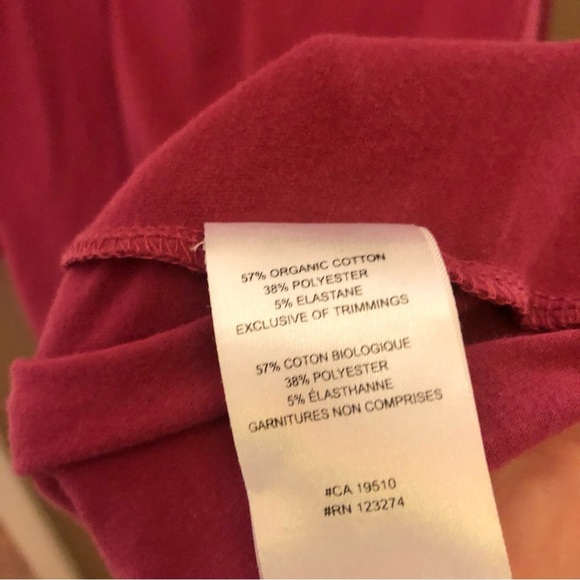 57% ORGANIC COTTON
38% POLYESTER
5% ELASTANE
EXCLUSIVE OF TRIMMINGS
57% COTON BIOLOGIQUE
38% POLYESTER
5% ÉLASTHANNE
GARNITURES NON COMPRISES
#CA 19510
#RN 123274